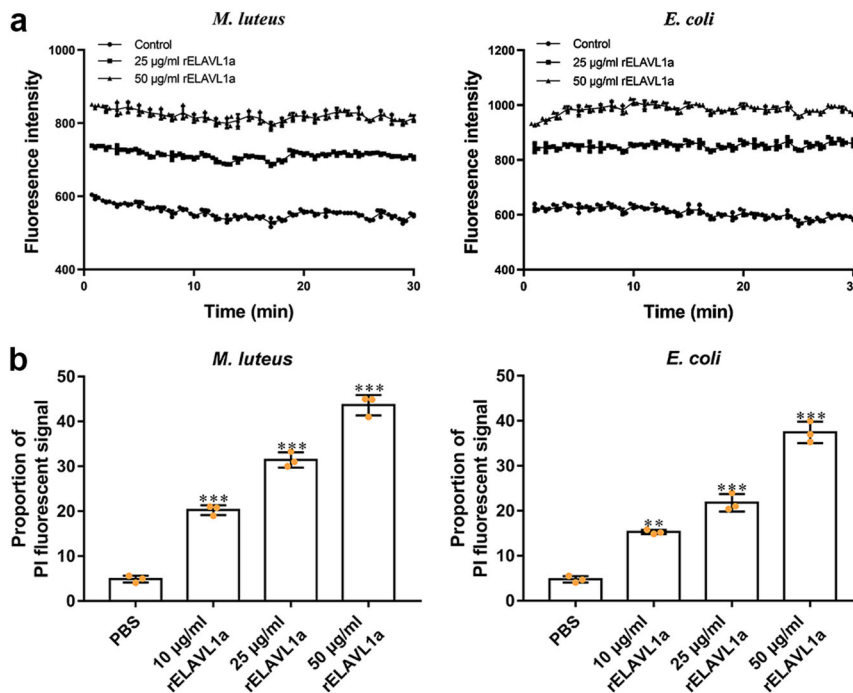 a
M. luteus
Control
25 µg/ml rELAVL1a
50 µg/ml rELAVL1a
Fluoresence intensity
1000
800
600
400
0
10
20
30
Time (min)
E. coli
Control
25 µg/ml rELAVL1a
50 µg/ml rELAVL1a
Fluoresence intensity
1200
1000
800
600
400
0
10
20
30
Time (min)
b
M. luteus
Proportion of
PI fluorescent signal
50
40
30
20
10
0
***
***
***
PBS
10 µg/ml
rELAVL1a
25 µg/ml
rELAVL1a
50 µg/ml
rELAVL1a
E. coli
Proportion of
PI fluorescent signal
50
40
30
20
10
0
**
***
***
PBS
10 µg/ml
rELAVL1a
25 µg/ml
rELAVL1a
50 µg/ml
rELAVL1a